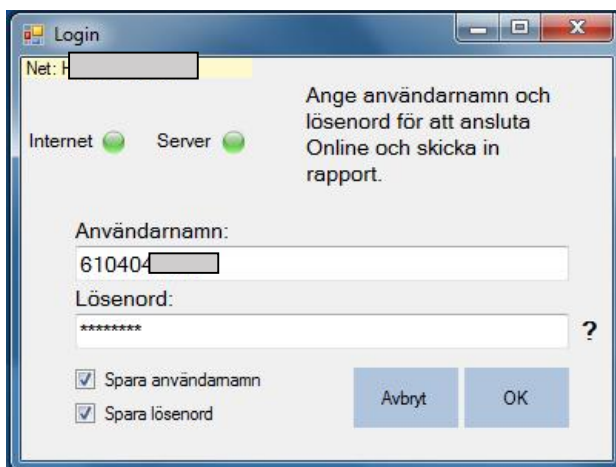 Login
Net: H
Internet
Server
Ange användarnamn och
lösenord för att ansluta
Online och skicka in
rapport.
Användarnamn:
610404
Lösenord:
********
?
Spara användarnamn
Spara lösenord
Avbryt
OK